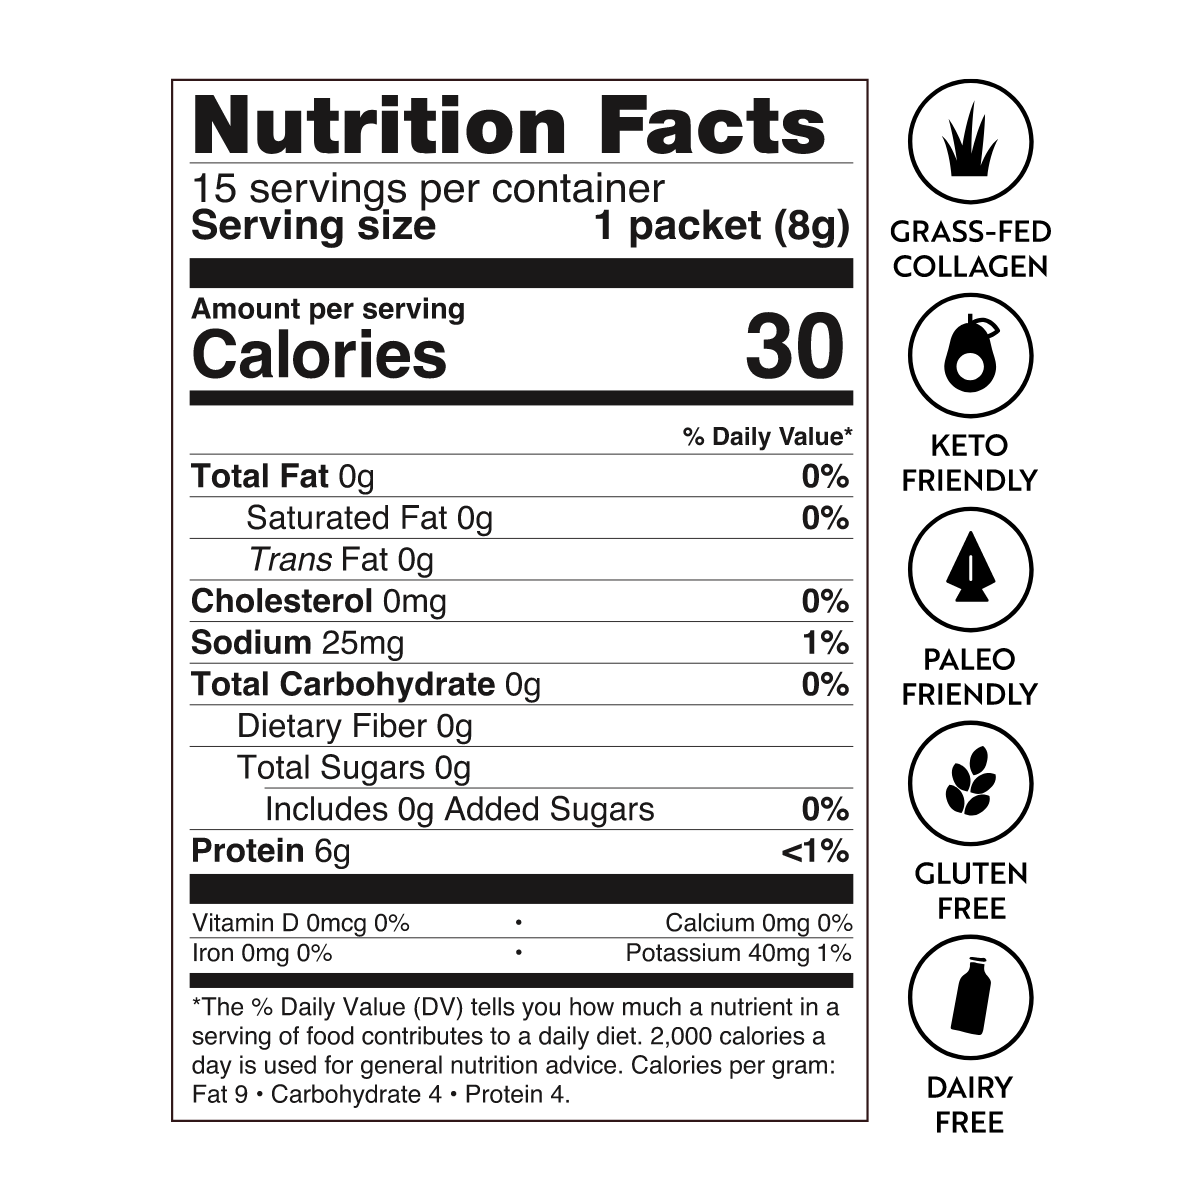 Nutrition Facts
15 servings per container
Serving size 1 packet (8g)
Amount per serving
Calories 30
% Daily Value*
Total Fat 0g 0%
Saturated Fat 0g 0%
Trans Fat 0g
Cholesterol 0mg 0%
Sodium 25mg 1%
Total Carbohydrate 0g 0%
Dietary Fiber 0g
Total Sugars 0g
Includes 0g Added Sugars 0%
Protein 6g <1%
Vitamin D 0mcg 0% • Calcium 0mg 0%
Iron 0mg 0% • Potassium 40mg 1%
*The % Daily Value (DV) tells you how much a nutrient in a
serving of food contributes to a daily diet. 2,000 calories a
day is used for general nutrition advice. Calories per gram:
Fat 9 • Carbohydrate 4 • Protein 4.
GRASS-FED
COLLAGEN
KETO
FRIENDLY
PALEO
FRIENDLY
GLUTEN
FREE
DAIRY
FREE